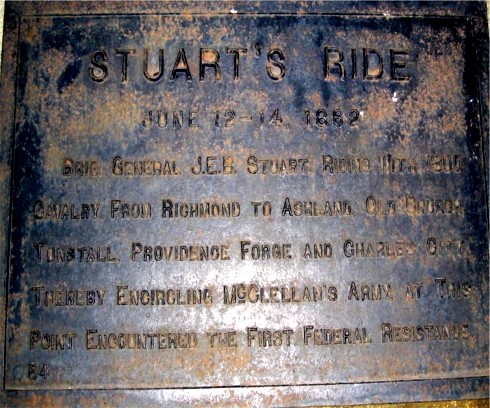 STUART'S RIDE
JUNE 12-14, 1862
BRIG. GENERAL J.E.B. STUART, RIDING WITH 1200
CAVALRY FROM RICHMOND TO ASHLAND, OLD CHURCH,
TUNSTALL, PROVIDENCE FORGE AND CHARLES CITY,
THEREBY ENCIRCLING MCCLELLAN'S ARMY, AT THIS
POINT ENCOUNTERED THE FIRST FEDERAL RESISTANCE
E4